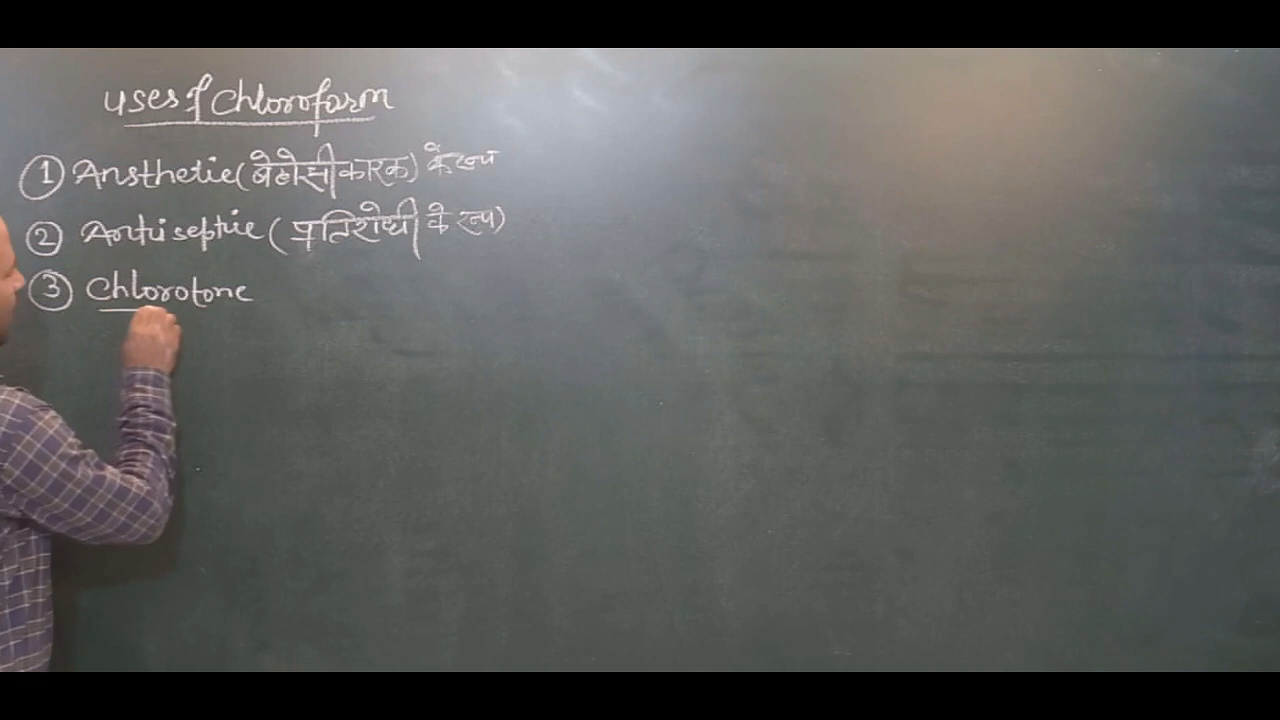 uses of chloroform
① Ansthetic (बेहोसीकारक) के रूप
② Antiseptic (प्रतिरोधी के रूप)
③ Chlorotone